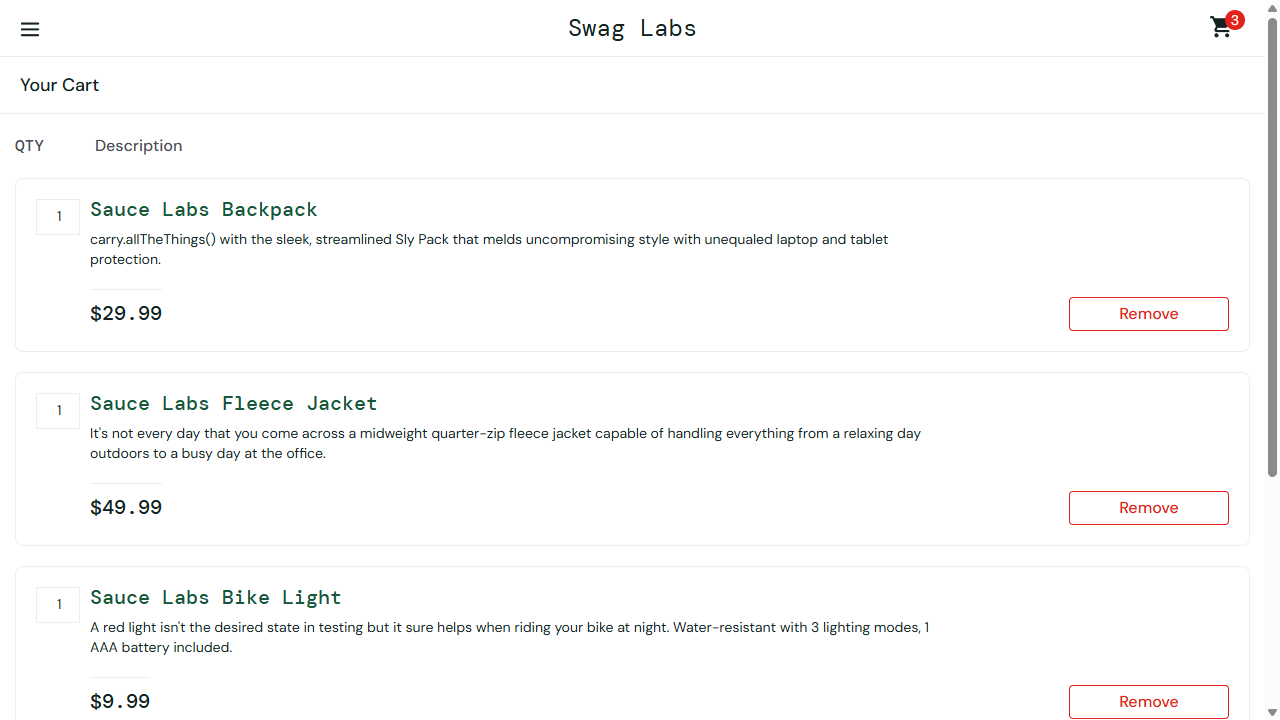 Swag Labs
3
Your Cart
QTY Description
1
Sauce Labs Backpack
carry.allTheThings() with the sleek, streamlined Sly Pack that melds uncompromising style with unequaled laptop and tablet
protection.
$29.99
Remove
1
Sauce Labs Fleece Jacket
It's not every day that you come across a midweight quarter-zip fleece jacket capable of handling everything from a relaxing day
outdoors to a busy day at the office.
$49.99
Remove
1
Sauce Labs Bike Light
A red light isn't the desired state in testing but it sure helps when riding your bike at night. Water-resistant with 3 lighting modes, 1
AAA battery included.
$9.99
Remove